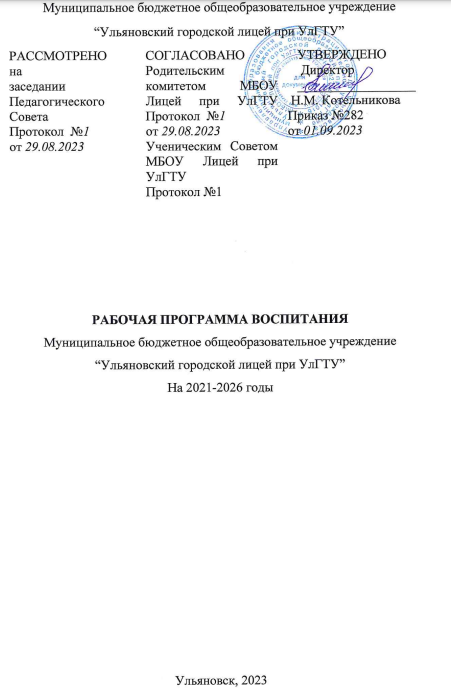 Муниципальное бюджетное общеобразовательное учреждение
“Ульяновский городской лицей при УлГТУ”
РАССМОТРЕНО
на
заседании
Педагогического
Совета
Протокол №1
от 29.08.2023
СОГЛАСОВАНО
Родительским
комитетом МБОУ
Лицей при УлГТУ
Протокол №1
от 29.08.2023
Ученическим Советом
МБОУ Лицей при
УлГТУ
Протокол №1
УТВЕРЖДЕНО
Директор
Н.М. Котельникова
Приказ №282
от 01.09.2023
РАБОЧАЯ ПРОГРАММА ВОСПИТАНИЯ
Муниципальное бюджетное общеобразовательное учреждение
“Ульяновский городской лицей при УлГТУ”
На 2021-2026 годы
Ульяновск, 2023